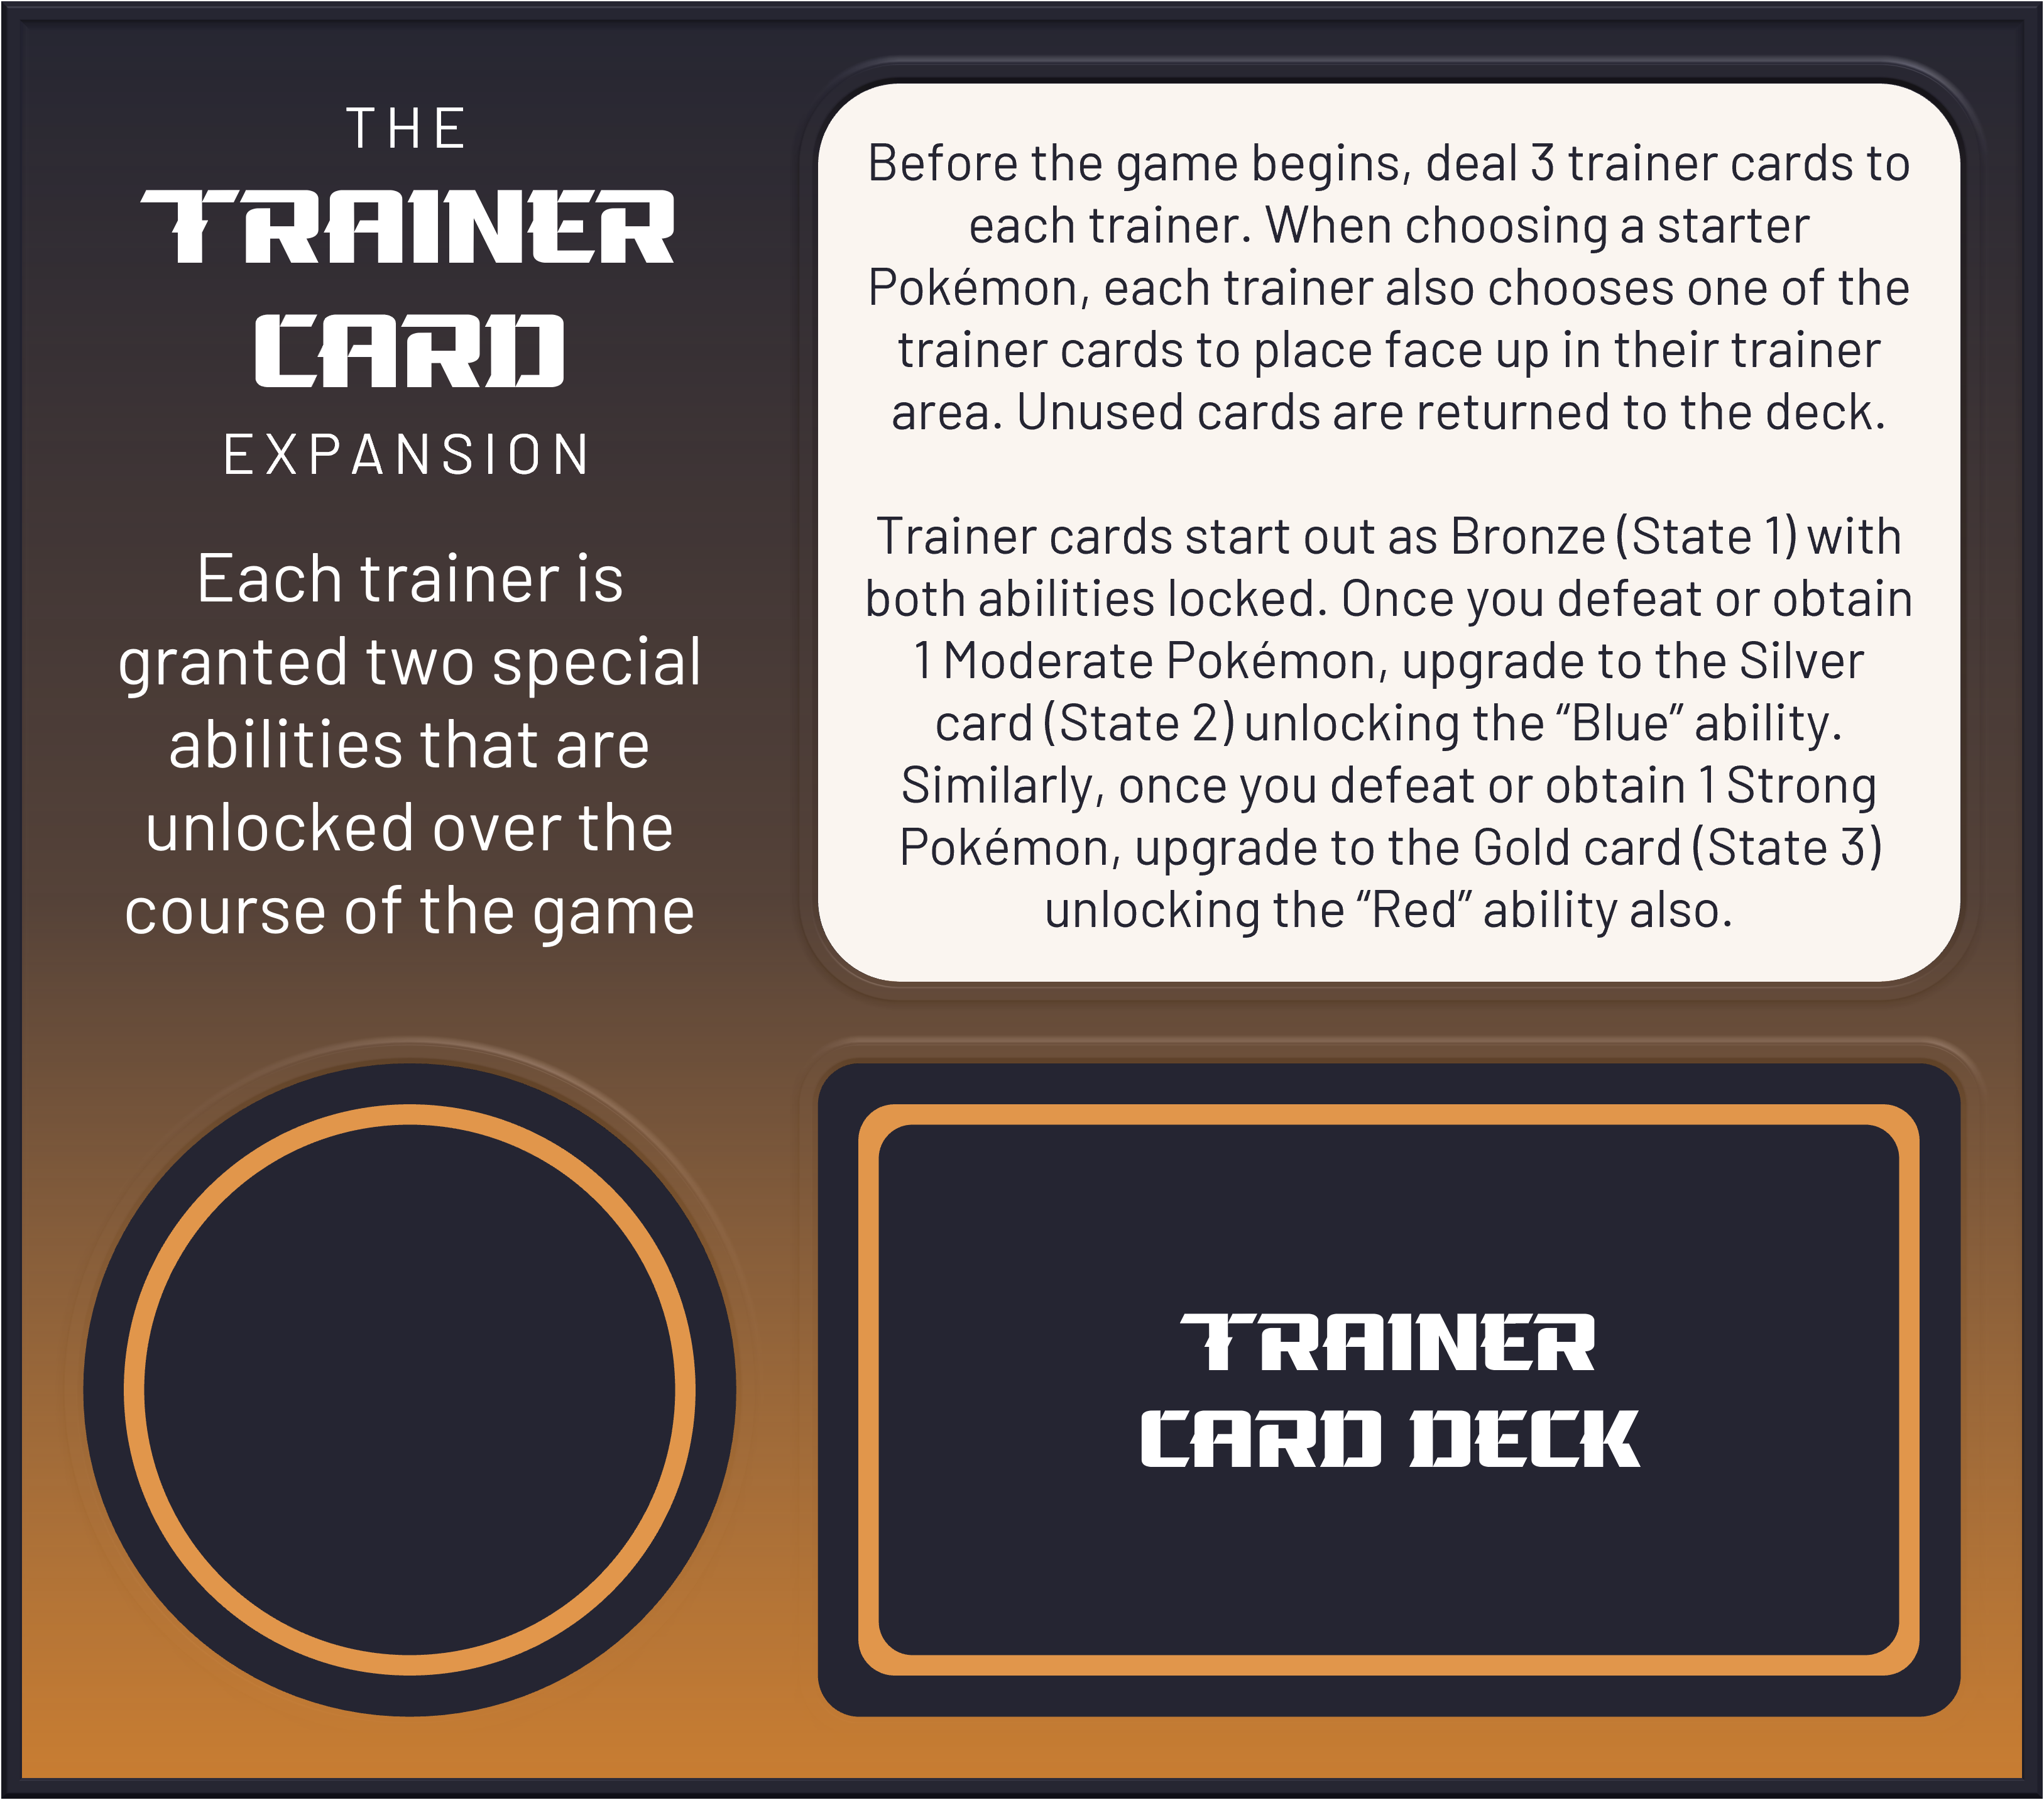 THE
TRAINER
CARD
EXPANSION
Each trainer is
granted two special
abilities that are
unlocked over the
course of the game
Before the game begins, deal 3 trainer cards to
each trainer. When choosing a starter
Pokémon, each trainer also chooses one of the
trainer cards to place face up in their trainer
area. Unused cards are returned to the deck.
Trainer cards start out as Bronze (State 1) with
both abilities locked. Once you defeat or obtain
1 Moderate Pokémon, upgrade to the Silver
card (State 2) unlocking the “Blue” ability.
Similarly, once you defeat or obtain 1 Strong
Pokémon, upgrade to the Gold card (State 3)
unlocking the “Red” ability also.
TRAINER
CARD DECK